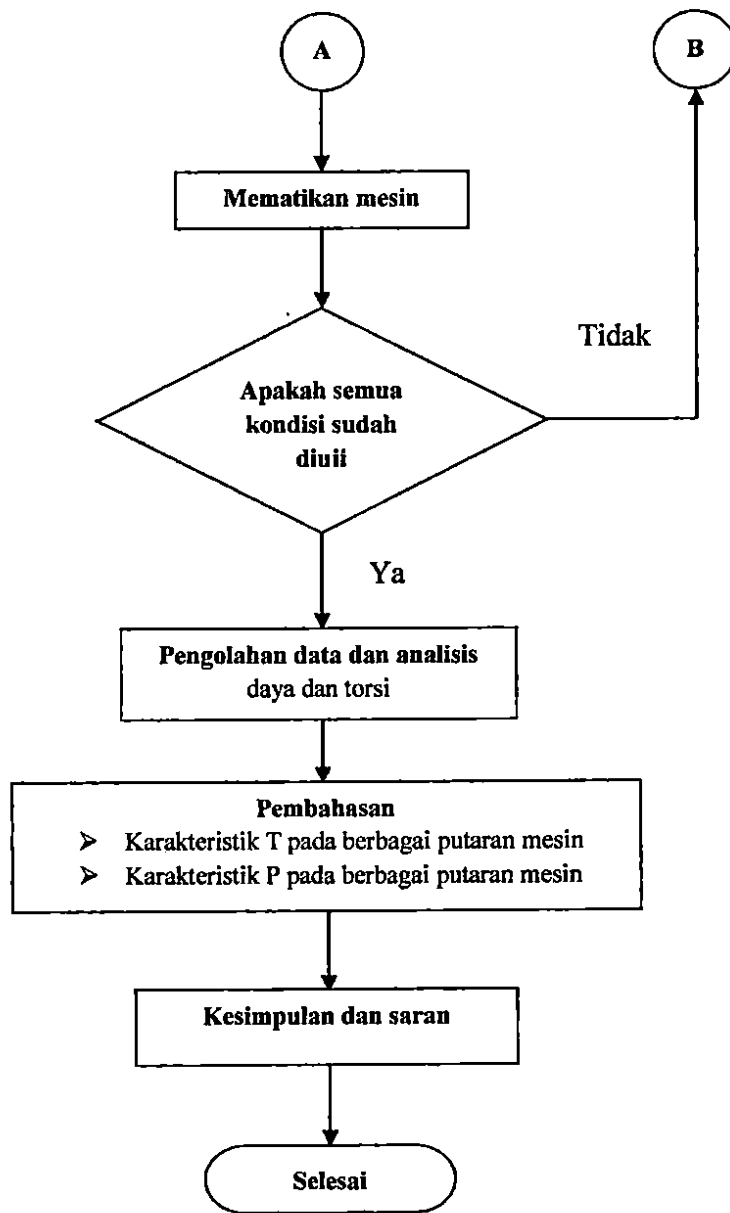 A
B
Mematikan mesin
Tidak
Apakah semua
kondisi sudah
diuii
Ya
Pengolahan data dan analisis
daya dan torsi
Pembahasan
➤ Karakteristik T pada berbagai putaran mesin
➤ Karakteristik P pada berbagai putaran mesin
Kesimpulan dan saran
Selesai